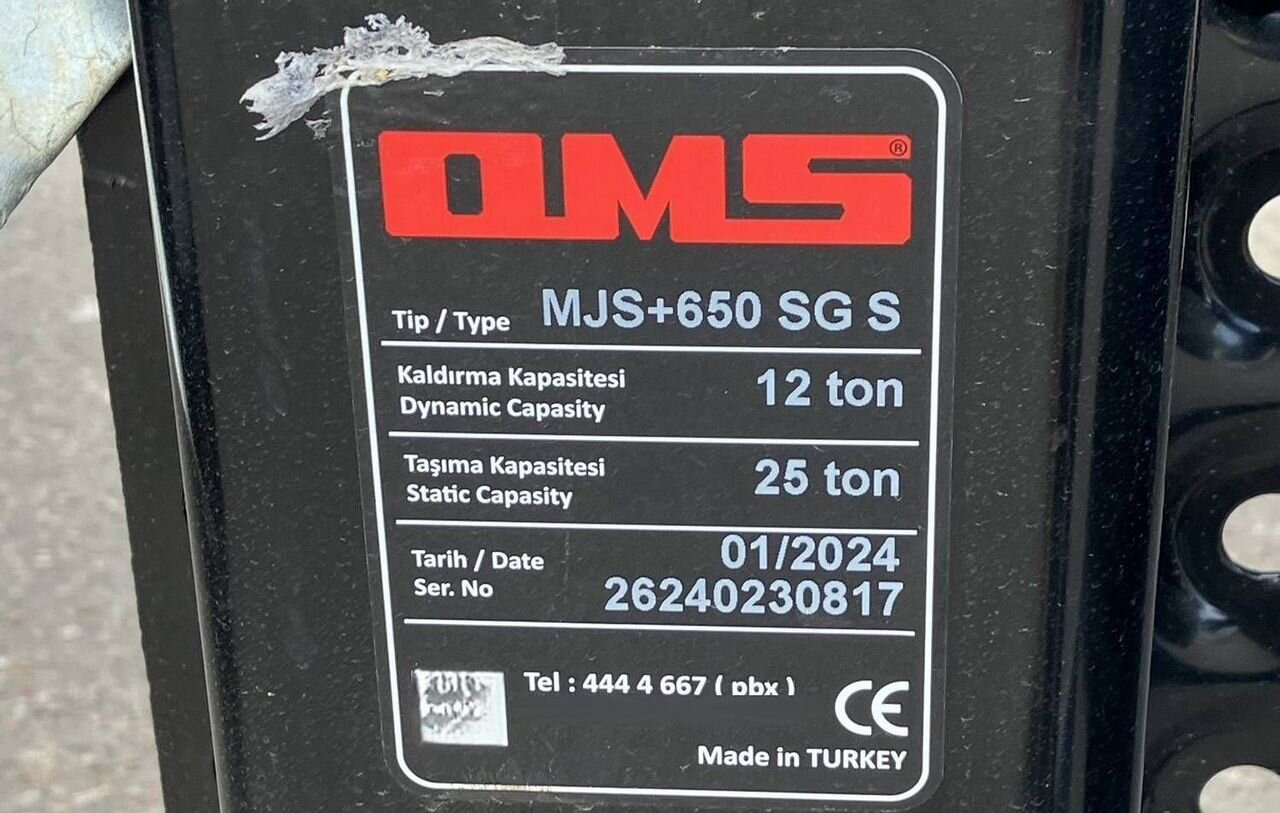 OMS®
Tip / Type MJS+650 SG S
Kaldırma Kapasitesi
Dynamic Capasity 12 ton
Taşıma Kapasitesi
Static Capasity 25 ton
Tarih / Date 01/2024
Ser. No 26240230817
Tel : 444 4 667 ( pbx )
CE
Made in TURKEY